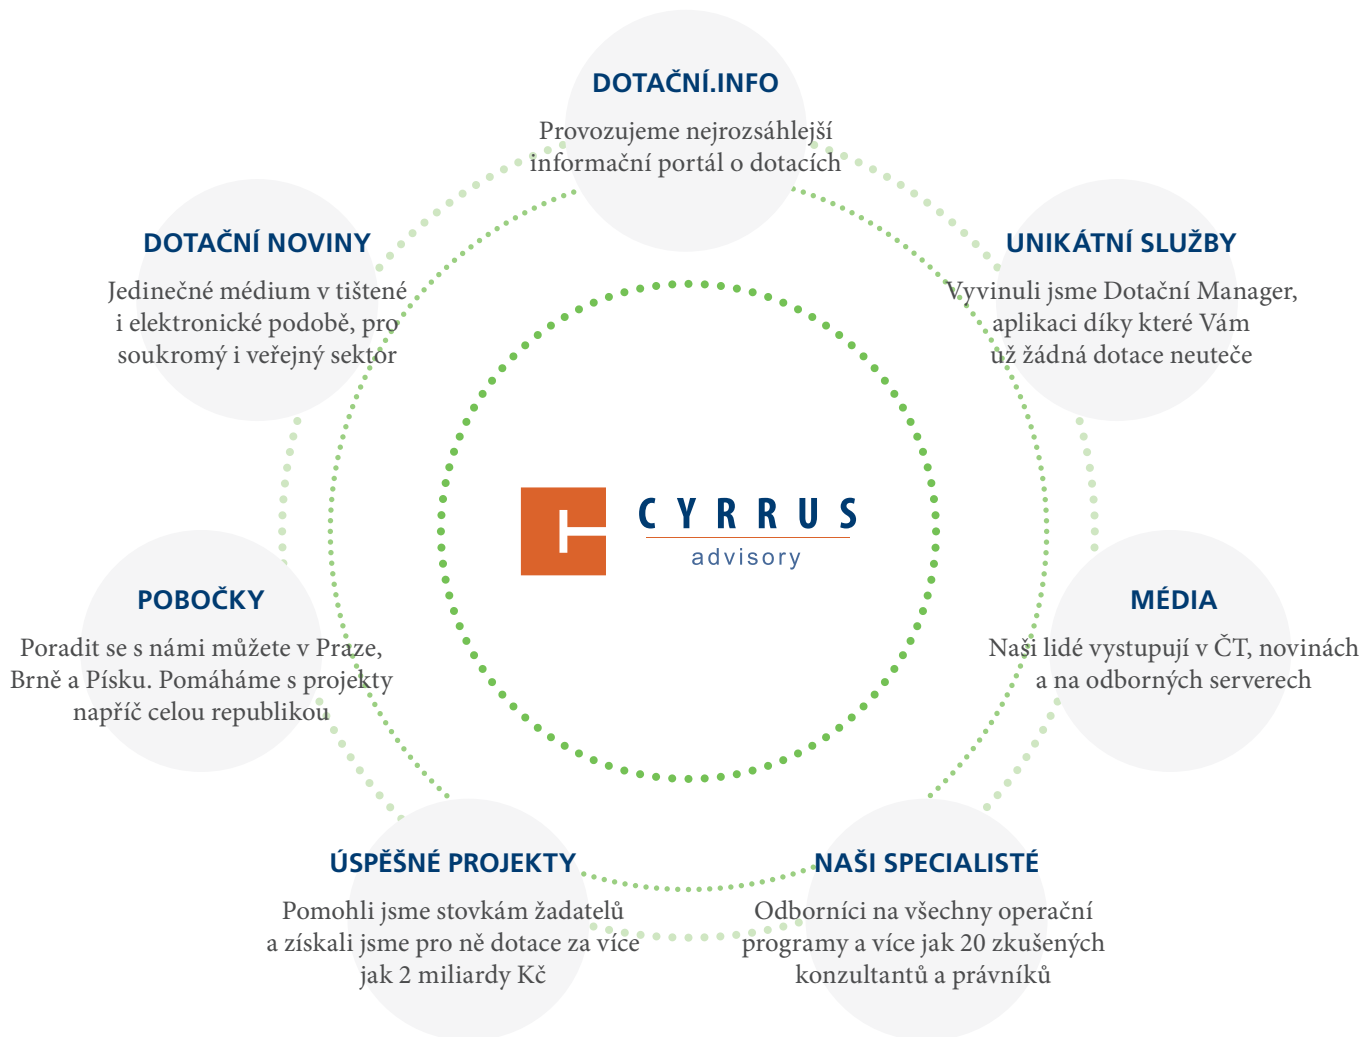 DOTAČNÍ.INFO
Provozujeme nejrozsáhlejší
informační portál o dotacích
DOTAČNÍ NOVINY
Jedinečné médium v tištené
i elektronické podobě, pro
soukromý i veřejný sektor
UNIKÁTNÍ SLUŽBY
Vyvinuli jsme Dotační Manager,
aplikaci díky které Vám
už žádná dotace neuteče
CYRRUS
advisory
POBOČKY
Poradit se s námi můžete v Praze,
Brně a Písku. Pomáháme s projekty
napříč celou republikou
MÉDIA
Naši lidé vystupují v ČT, novinách
a na odborných serverech
ÚSPĚŠNÉ PROJEKTY
Pomohli jsme stovkám žadatelů
a získali jsme pro ně dotace za více
jak 2 miliardy Kč
NAŠI SPECIALISTÉ
Odborníci na všechny operační
programy a více jak 20 zkušených
konzultantů a právníků